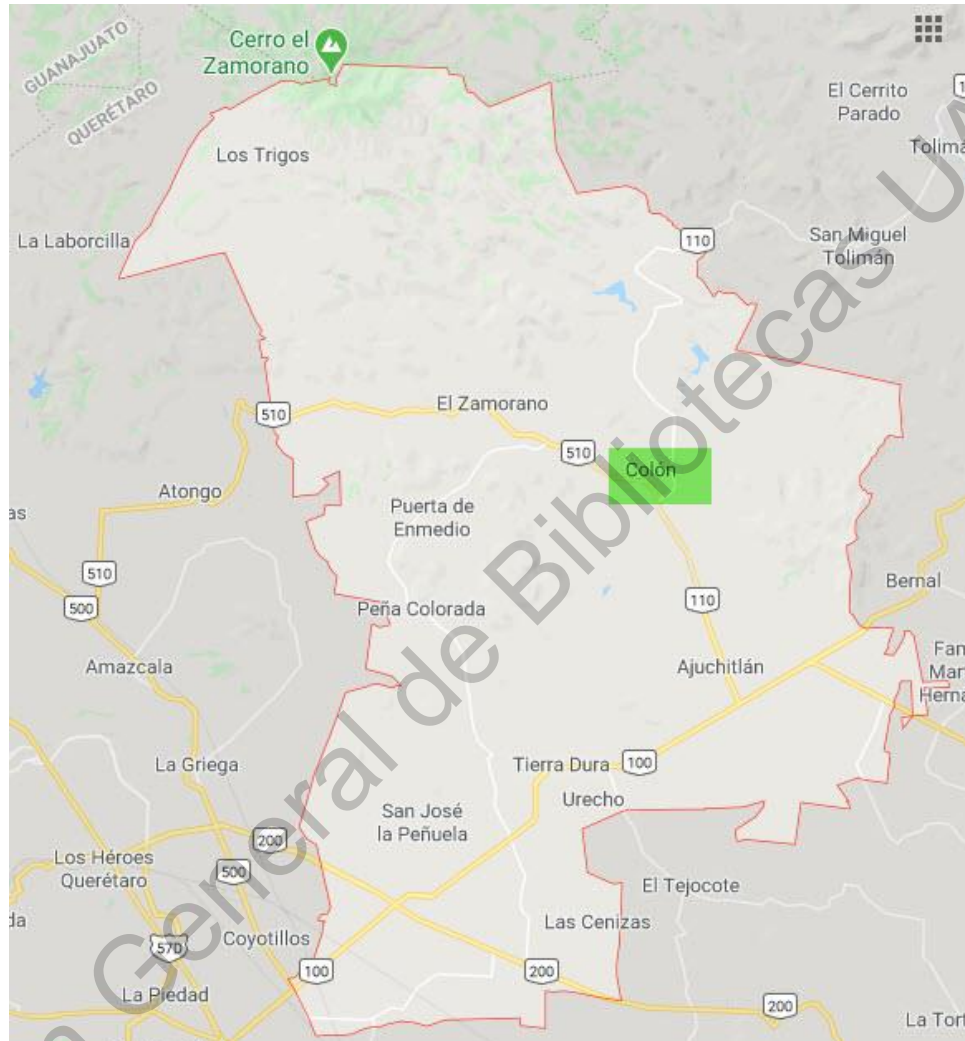 Cerro el
Zamorano
GUANAJUATO
QUERÉTARO
El Cerrito
Parado
Los Trigos
La Laborcilla
110
San Miguel
Tolimán
El Zamorano
510
510
Colón
Atongo
Puerta de
Enmedio
510
500
Peña Colorada
110
Bernal
Amazcala
Ajuchitlán
La Griega
Tierra Dura
100
Urecho
San José
la Peñuela
200
500
Los Héroes
Querétaro
El Tejocote
Las Cenizas
Coyotillos
570
100
200
La Piedad
200
General de Bibliotecas